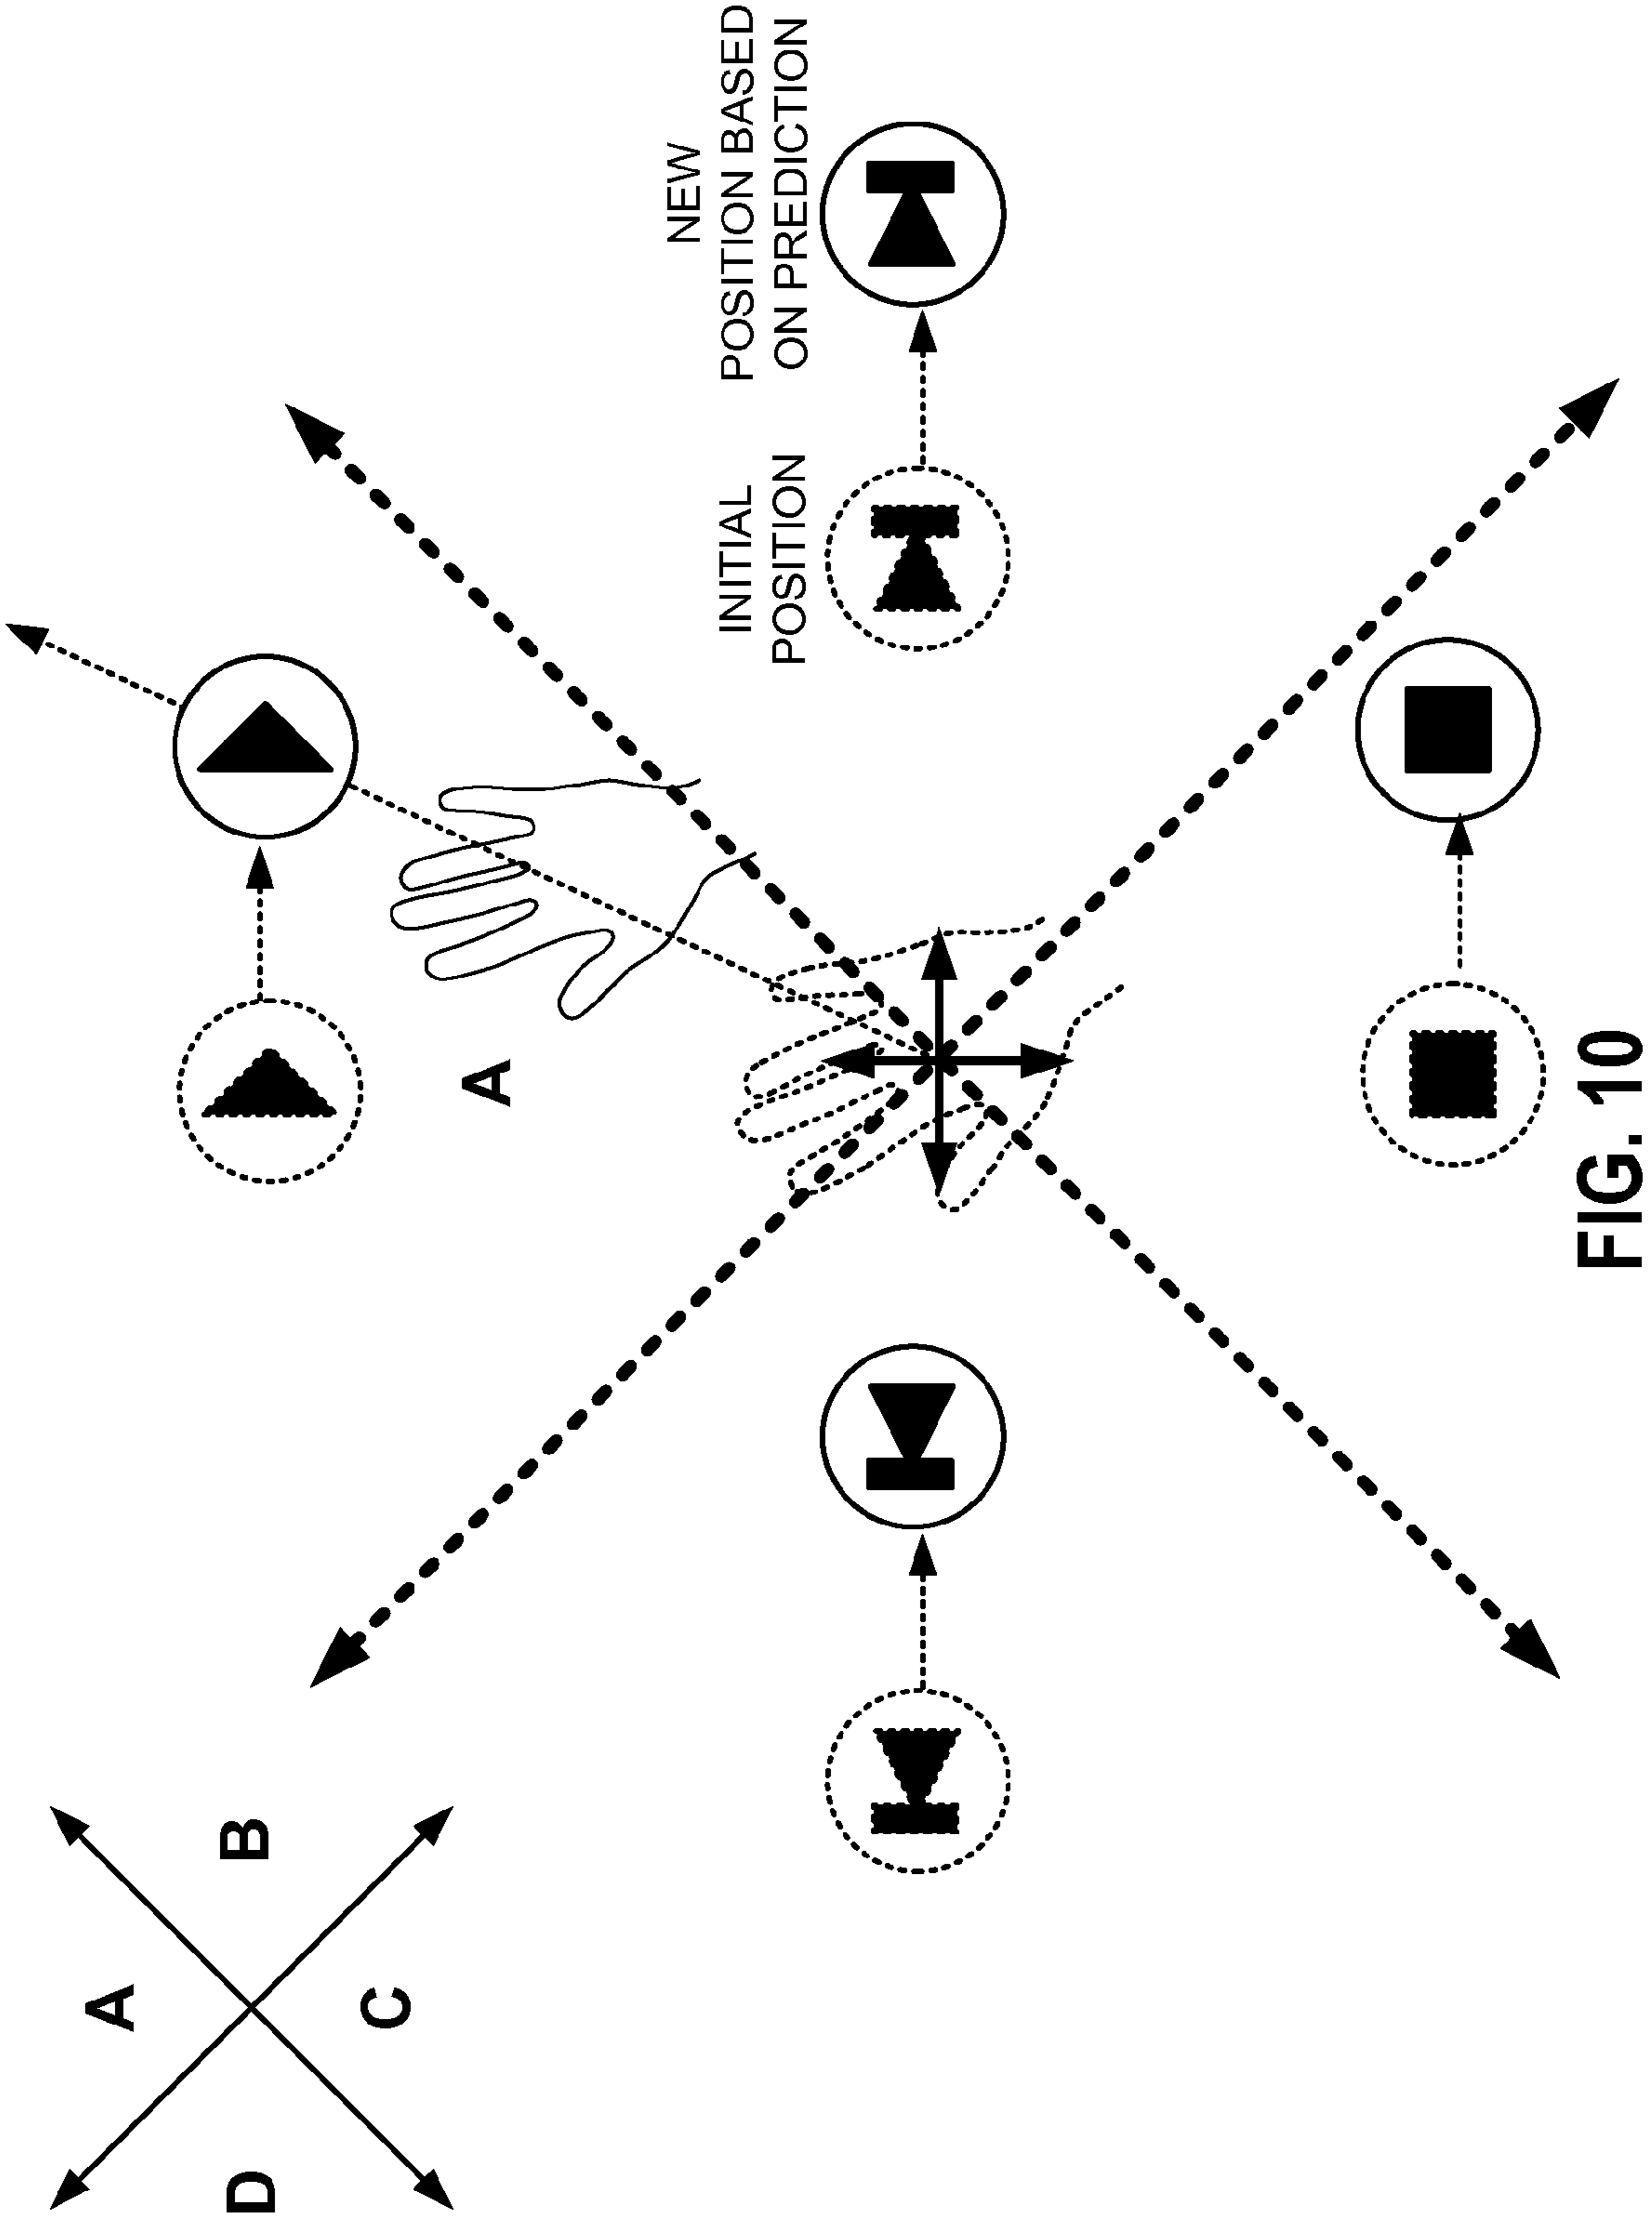 A
B
C
D
A
INITIAL
POSITION
NEW
POSITION BASED
ON PREDICTION
FIG. 10